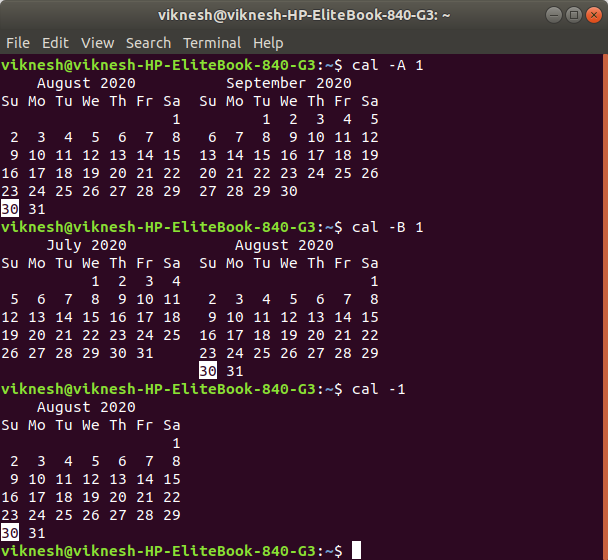 viknesh@viknesh-HP-EliteBook-840-G3: ~
File Edit View Search Terminal Help
viknesh@viknesh-HP-EliteBook-840-G3:~$ cal -A 1
    August 2020          September 2020
Su Mo Tu We Th Fr Sa  Su Mo Tu We Th Fr Sa
                   1         1  2  3  4  5
 2  3  4  5  6  7  8   6  7  8  9 10 11 12
 9 10 11 12 13 14 15  13 14 15 16 17 18 19
16 17 18 19 20 21 22  20 21 22 23 24 25 26
23 24 25 26 27 28 29  27 28 29 30
30 31
viknesh@viknesh-HP-EliteBook-840-G3:~$ cal -B 1
     July 2020            August 2020
Su Mo Tu We Th Fr Sa  Su Mo Tu We Th Fr Sa
          1  2  3  4                     1
 5  6  7  8  9 10 11   2  3  4  5  6  7  8
12 13 14 15 16 17 18   9 10 11 12 13 14 15
19 20 21 22 23 24 25  16 17 18 19 20 21 22
26 27 28 29 30 31     23 24 25 26 27 28 29
                      30 31
viknesh@viknesh-HP-EliteBook-840-G3:~$ cal -1
    August 2020
Su Mo Tu We Th Fr Sa
                   1
 2  3  4  5  6  7  8
 9 10 11 12 13 14 15
16 17 18 19 20 21 22
23 24 25 26 27 28 29
30 31
viknesh@viknesh-HP-EliteBook-840-G3:~$